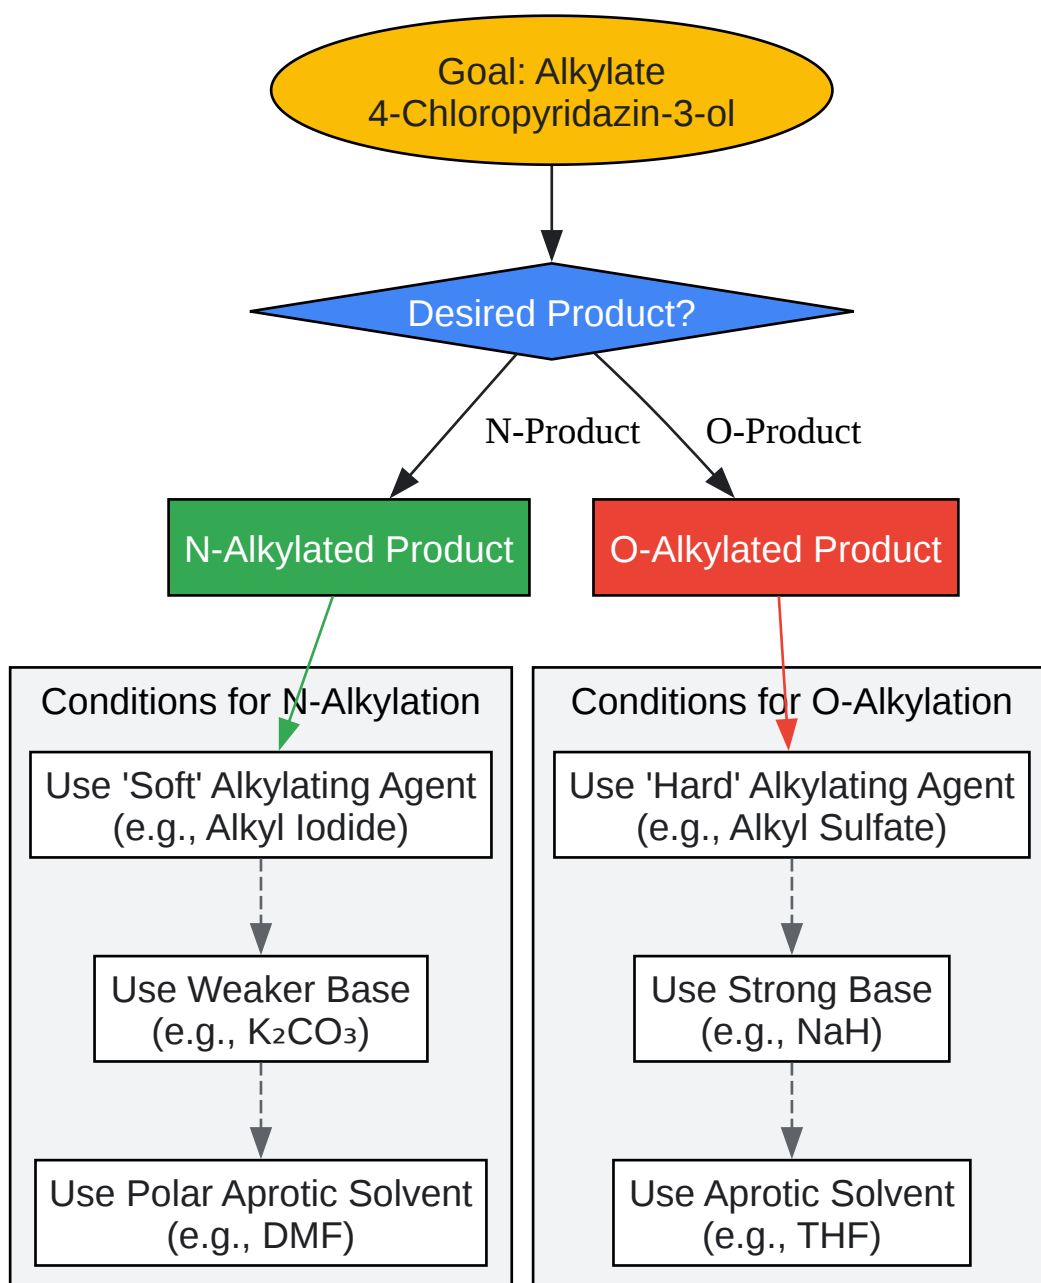 Goal: Alkylate
4-Chloropyridazin-3-ol
Desired Product?
N-Product
O-Product
N-Alkylated Product
O-Alkylated Product
Conditions for N-Alkylation
Use 'Soft' Alkylating Agent
(e.g., Alkyl Iodide)
Use Weaker Base
(e.g., K₂CO₃)
Use Polar Aprotic Solvent
(e.g., DMF)
Conditions for O-Alkylation
Use 'Hard' Alkylating Agent
(e.g., Alkyl Sulfate)
Use Strong Base
(e.g., NaH)
Use Aprotic Solvent
(e.g., THF)